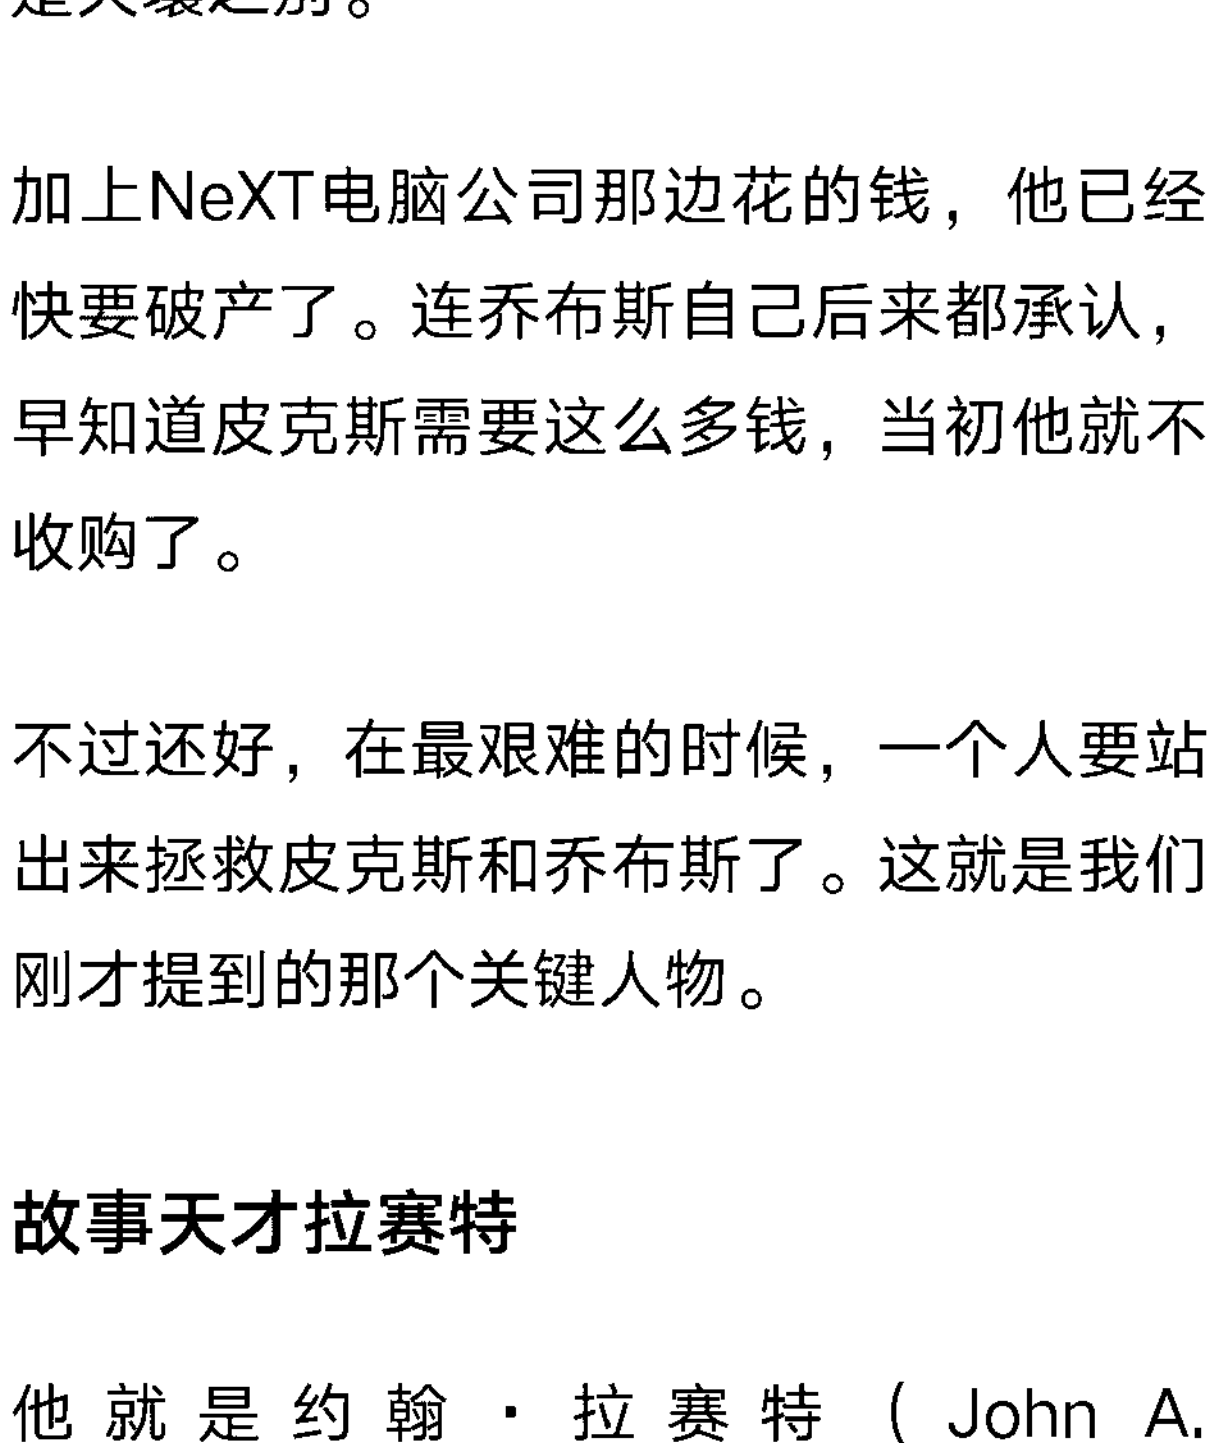 是天壤之别。
加上NeXT电脑公司那边花的钱，他已经
快要破产了。连乔布斯自己后来都承认，
早知道皮克斯需要这么多钱，当初他就不
收购了。
不过还好，在最艰难的时候，一个人要站
出来拯救皮克斯和乔布斯了。这就是我们
刚才提到的那个关键人物。
故事天才拉赛特
他就是约翰·拉赛特（John A.